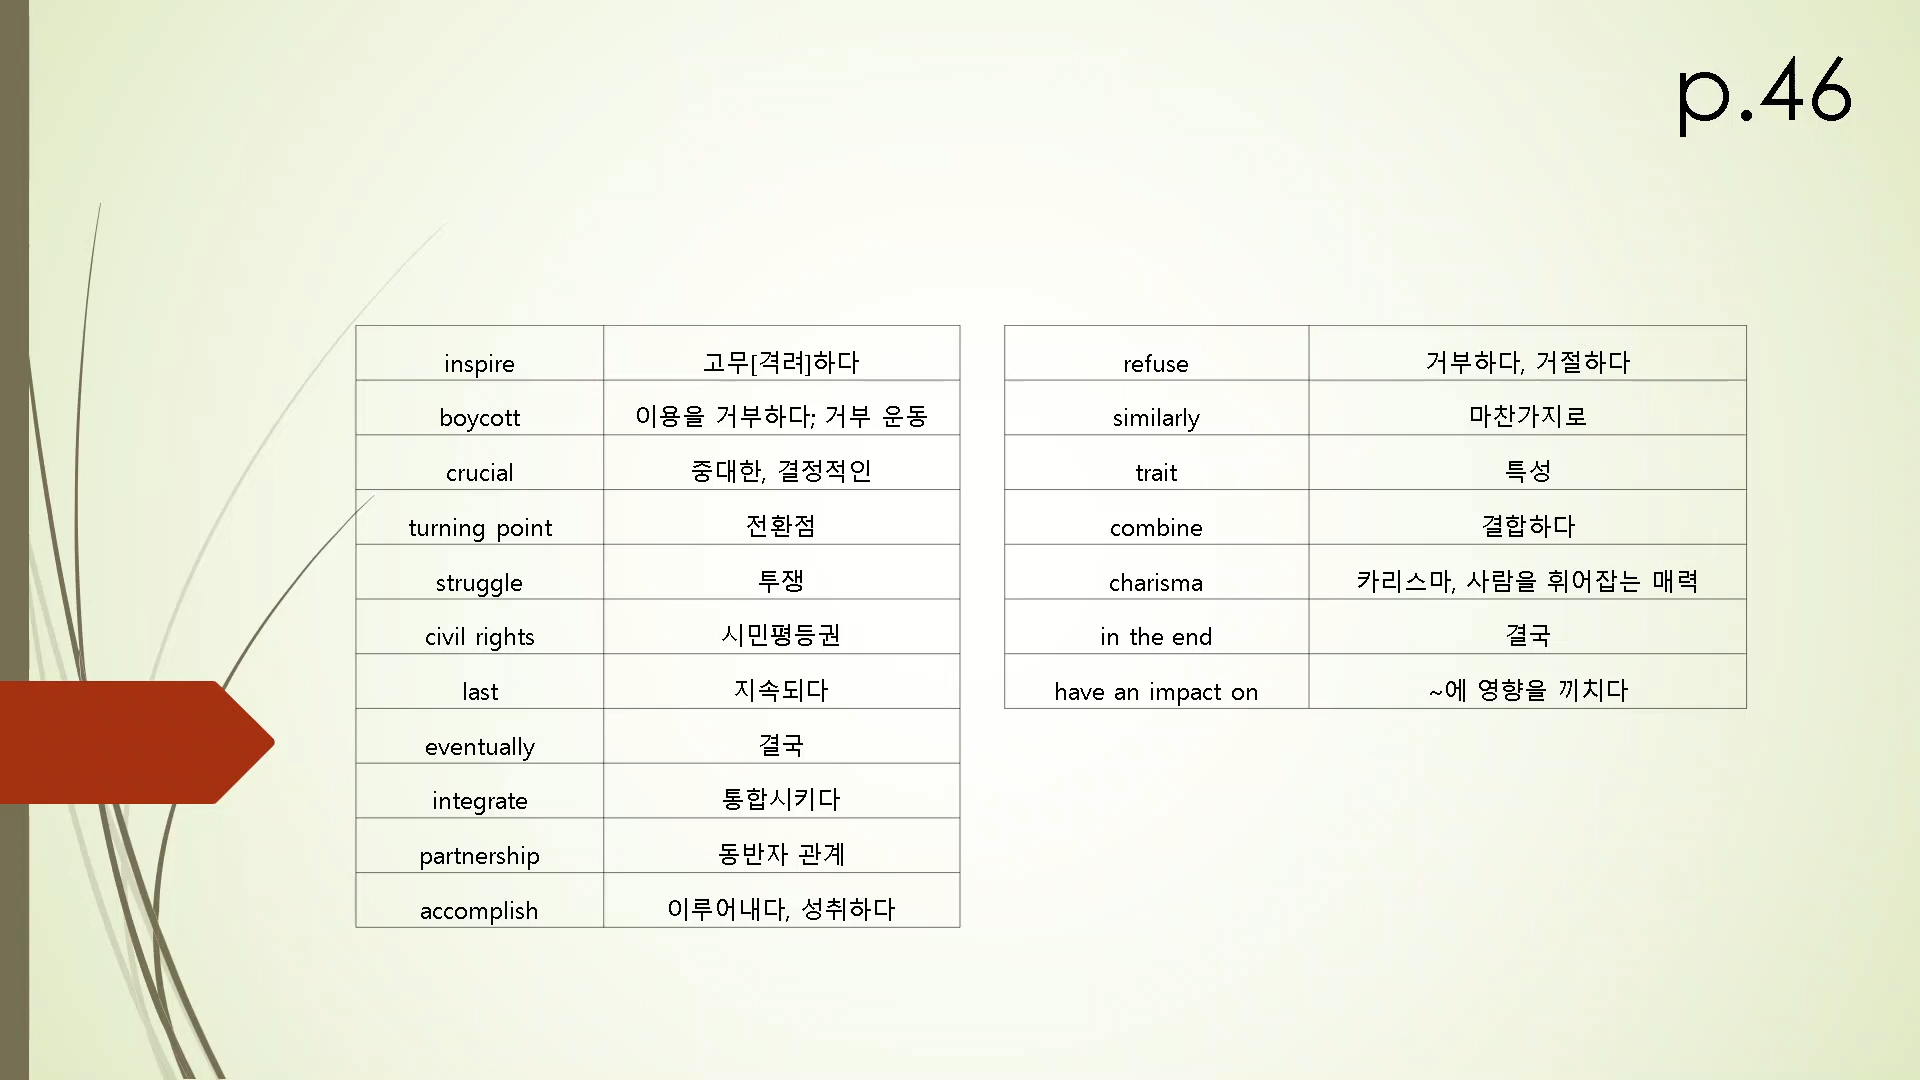 p.46
inspire 고무[격려]하다
boycott 이용을 거부하다; 거부 운동
crucial 중대한, 결정적인
turning point 전환점
struggle 투쟁
civil rights 시민평등권
last 지속되다
eventually 결국
integrate 통합시키다
partnership 동반자 관계
accomplish 이루어내다, 성취하다
refuse 거부하다, 거절하다
similarly 마찬가지로
trait 특성
combine 결합하다
charisma 카리스마, 사람을 휘어잡는 매력
in the end 결국
have an impact on ~에 영향을 끼치다